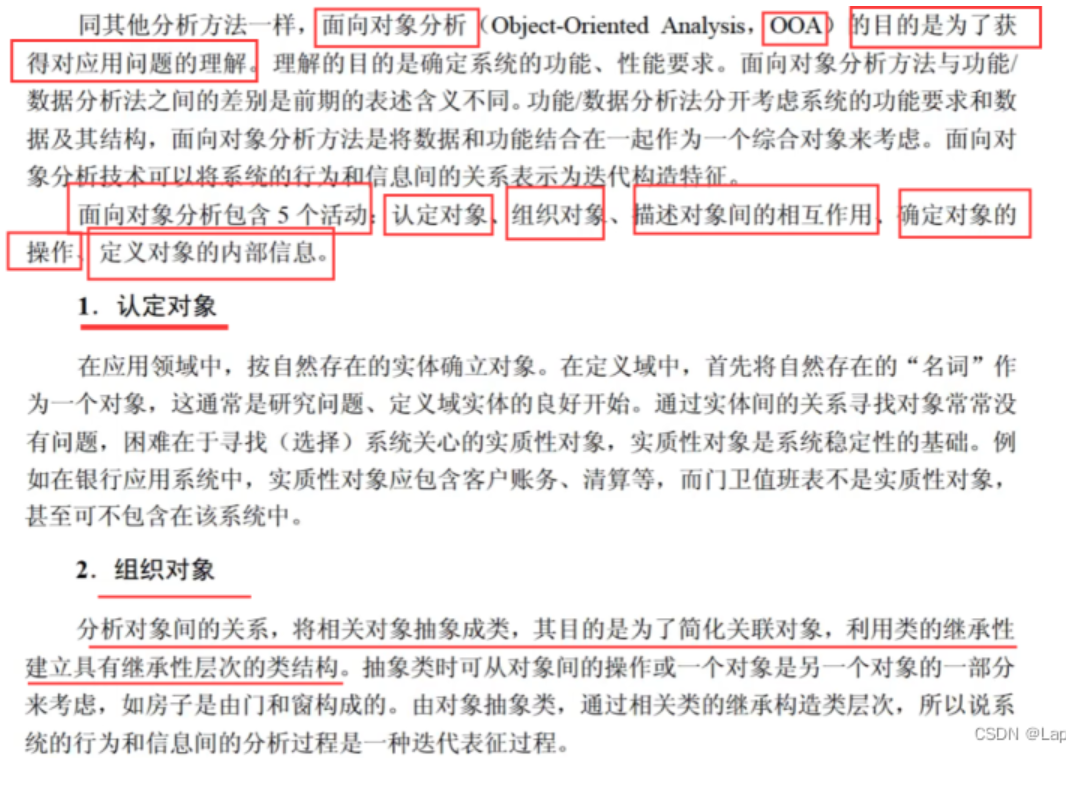 同其他分析方法一样，面向对象分析（Object-Oriented Analysis，OOA）的目的是为了获
得对应用问题的理解。理解的目的是确定系统的功能、性能要求。面向对象分析方法与功能/
数据分析法之间的差别是前期的表述含义不同。功能/数据分析法分开考虑系统的功能要求和数
据及其结构，面向对象分析方法是将数据和功能结合在一起作为一个综合对象来考虑。面向对
象分析技术可以将系统的行为和信息间的关系表示为迭代构造特征。
面向对象分析包含 5 个活动：认定对象、组织对象、描述对象间的相互作用、确定对象的
操作、定义对象的内部信息。
1．认定对象
在应用领域中，按自然存在的实体确立对象。在定义域中，首先将自然存在的“名词”作
为一个对象，这通常是研究问题、定义域实体的良好开始。通过实体间的关系寻找对象常常没
有问题，困难在于寻找（选择）系统关心的实质性对象，实质性对象是系统稳定性的基础。例
如在银行应用系统中，实质性对象应包含客户账务、清算等，而门卫值班表不是实质性对象，
甚至可不包含在该系统中。
2．组织对象
分析对象间的关系，将相关对象抽象成类，其目的是为了简化关联对象，利用类的继承性
建立具有继承性层次的类结构。抽象类时可从对象间的操作或一个对象是另一个对象的一部分
来考虑，如房子是由门和窗构成的。由对象抽象类，通过相关类的继承构造类层次，所以说系
统的行为和信息间的分析过程是一种迭代表征过程。
CSDN @Lap